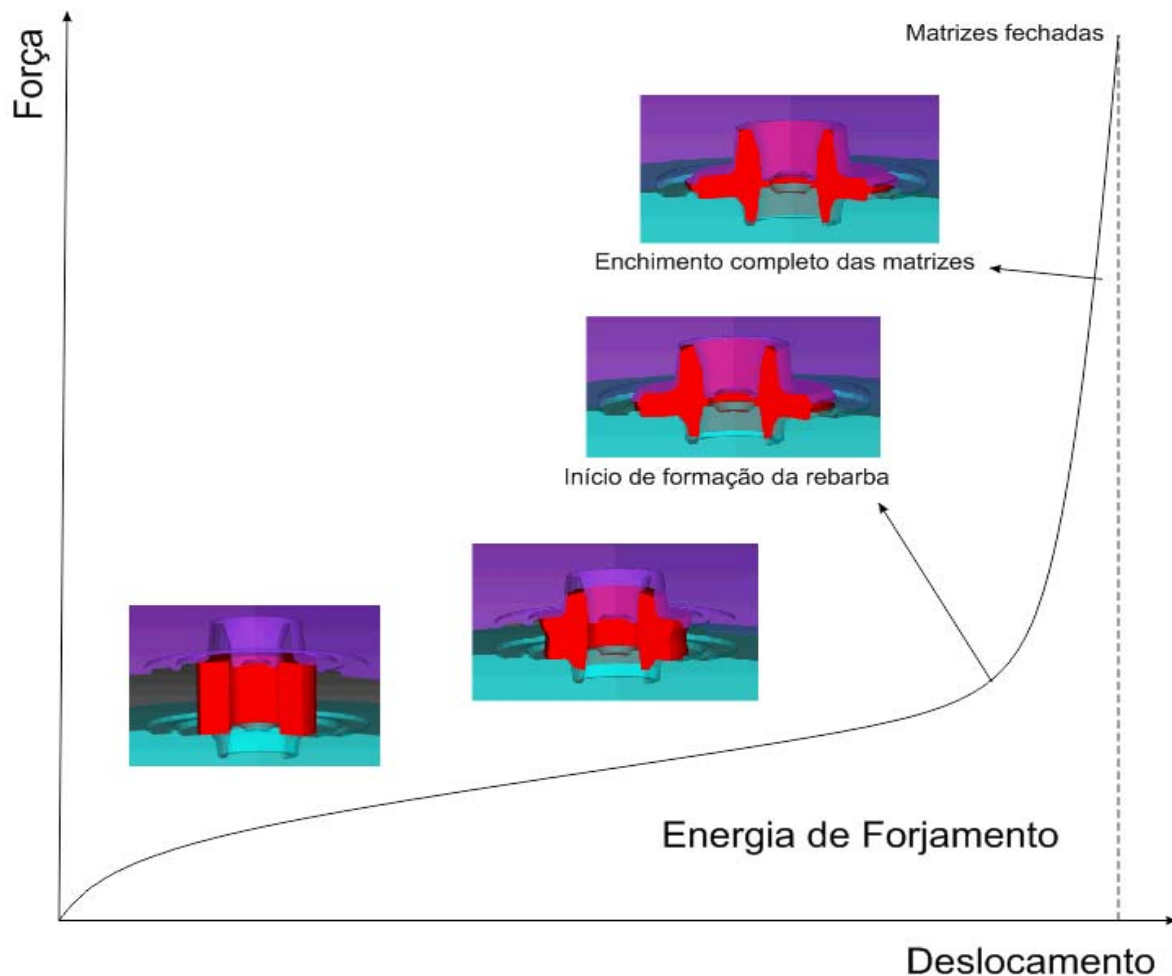 Força
Matrizes fechadas
Enchimento completo das matrizes
Início de formação da rebarba
Energia de Forjamento
Deslocamento